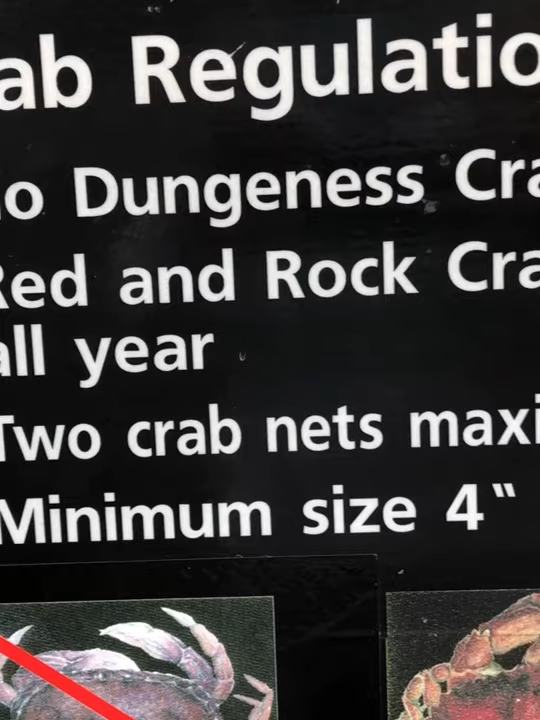 ab Regulatio
o Dungeness Cra
Red and Rock Cra
all year
Two crab nets maxi
Minimum size 4"